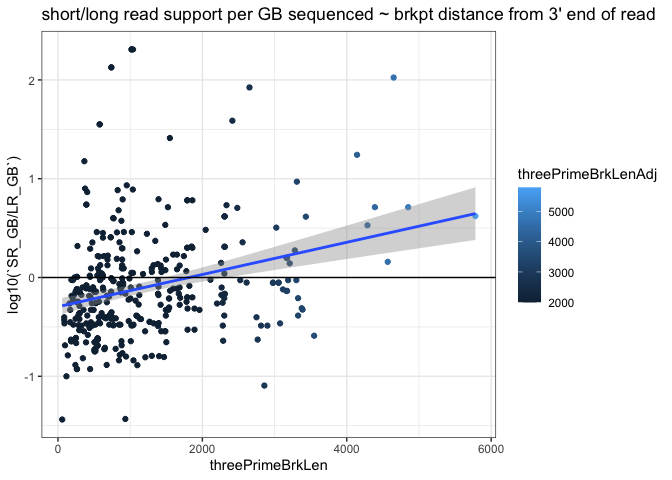 short/long read support per GB sequenced ~ brkpt distance from 3' end of read
log10(`SR_GB/LR_GB`)
2
1
0
-1
0 2000 4000 6000
threePrimeBrkLen
threePrimeBrkLenAdj
5000
4000
3000
2000